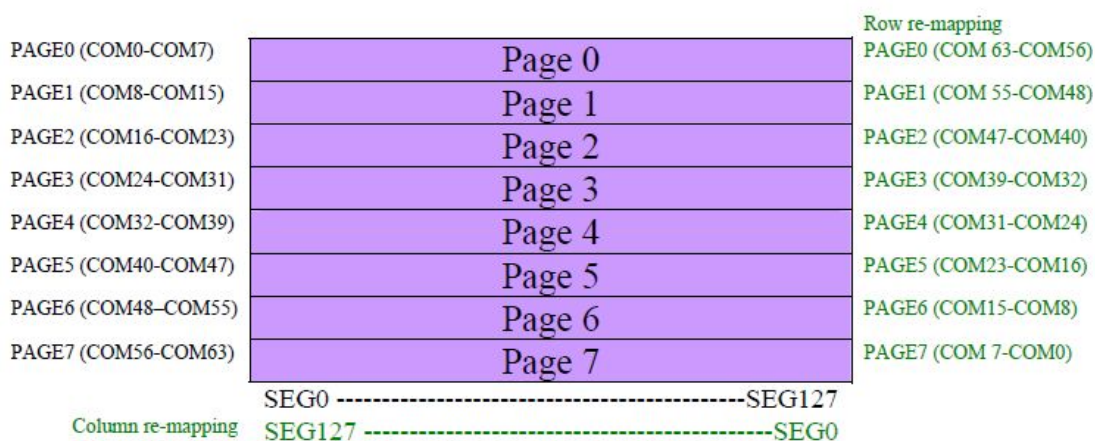 Row re-mapping
PAGE0 (COM0-COM7) Page 0 PAGE0 (COM 63-COM56)
PAGE1 (COM8-COM15) Page 1 PAGE1 (COM 55-COM48)
PAGE2 (COM16-COM23) Page 2 PAGE2 (COM47-COM40)
PAGE3 (COM24-COM31) Page 3 PAGE3 (COM39-COM32)
PAGE4 (COM32-COM39) Page 4 PAGE4 (COM31-COM24)
PAGE5 (COM40-COM47) Page 5 PAGE5 (COM23-COM16)
PAGE6 (COM48–COM55) Page 6 PAGE6 (COM15-COM8)
PAGE7 (COM56-COM63) Page 7 PAGE7 (COM 7-COM0)
SEG0 ---------------------------------------------SEG127
Column re-mapping SEG127 ---------------------------------------------SEG0